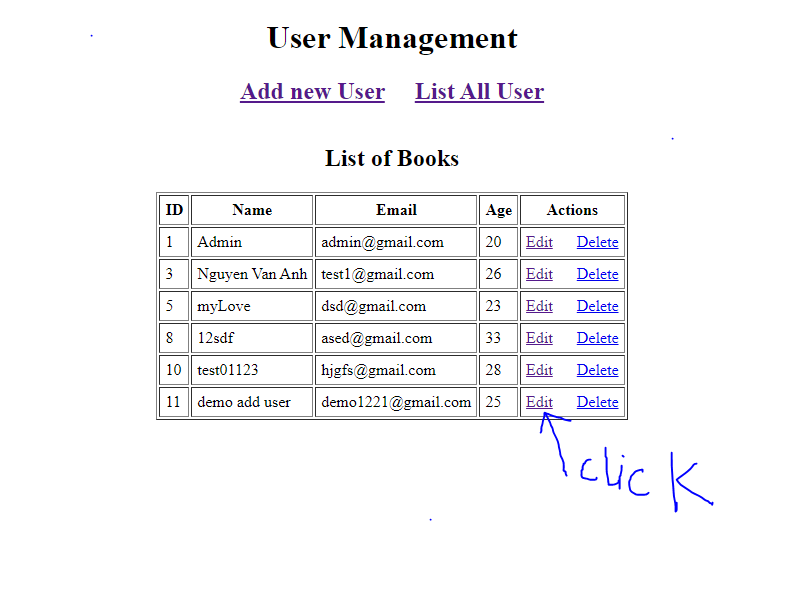 User Management
Add new User List All User
List of Books
ID Name Email Age Actions
1 Admin admin@gmail.com 20 Edit Delete
3 Nguyen Van Anh test1@gmail.com 26 Edit Delete
5 myLove dsd@gmail.com 23 Edit Delete
8 12sdf ased@gmail.com 33 Edit Delete
10 test01123 hjgfs@gmail.com 28 Edit Delete
11 demo add user demo1221@gmail.com 25 Edit Delete
clicK